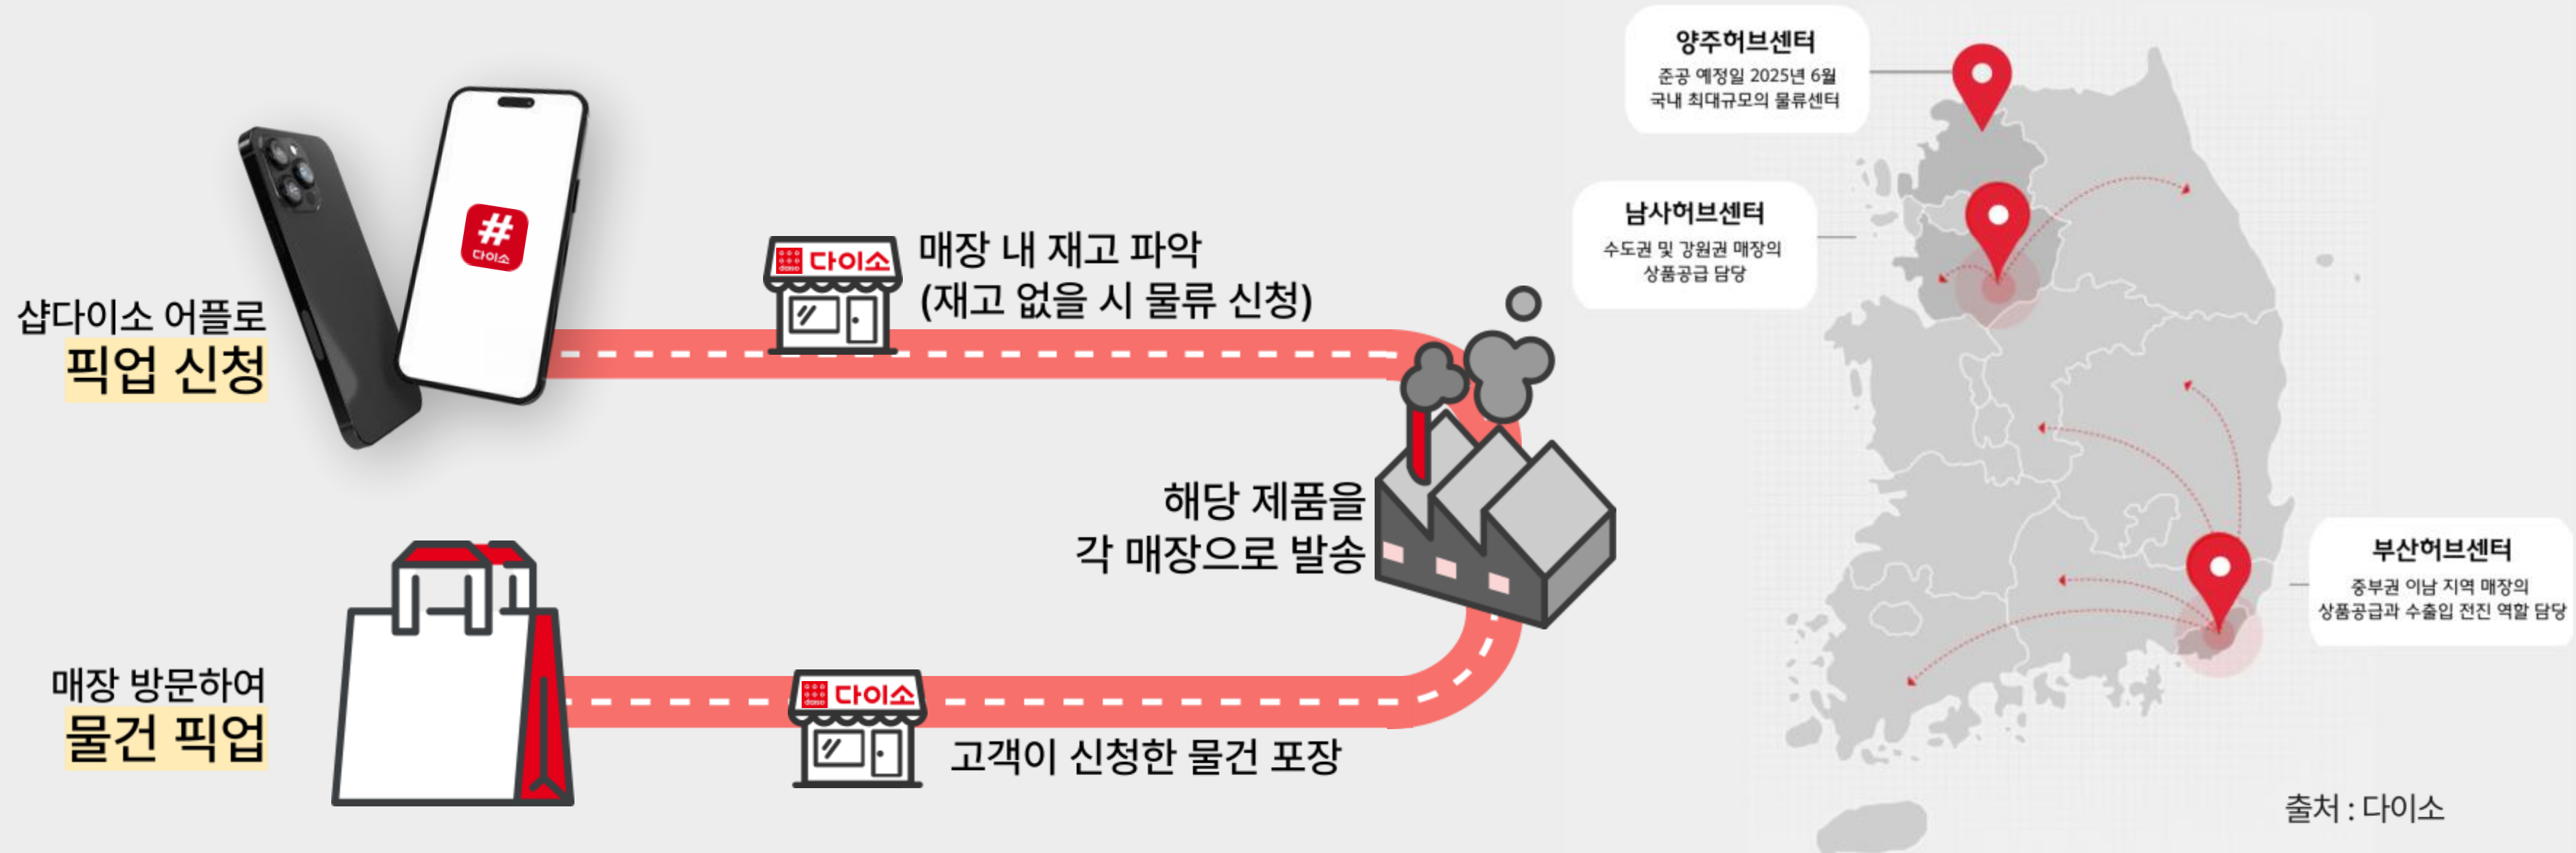 샵다이소 어플로
픽업 신청
#
다이소
다이소
daiso
매장 내 재고 파악
(재고 없을 시 물류 신청)
해당 제품을
각 매장으로 발송
다이소
daiso
고객이 신청한 물건 포장
매장 방문하여
물건 픽업
양주허브센터
준공 예정일 2025년 6월
국내 최대규모의 물류센터
남사허브센터
수도권 및 강원권 매장의
상품공급 담당
부산허브센터
중부권 이남 지역 매장의
상품공급과 수출입 전진 역할 담당
출처 : 다이소